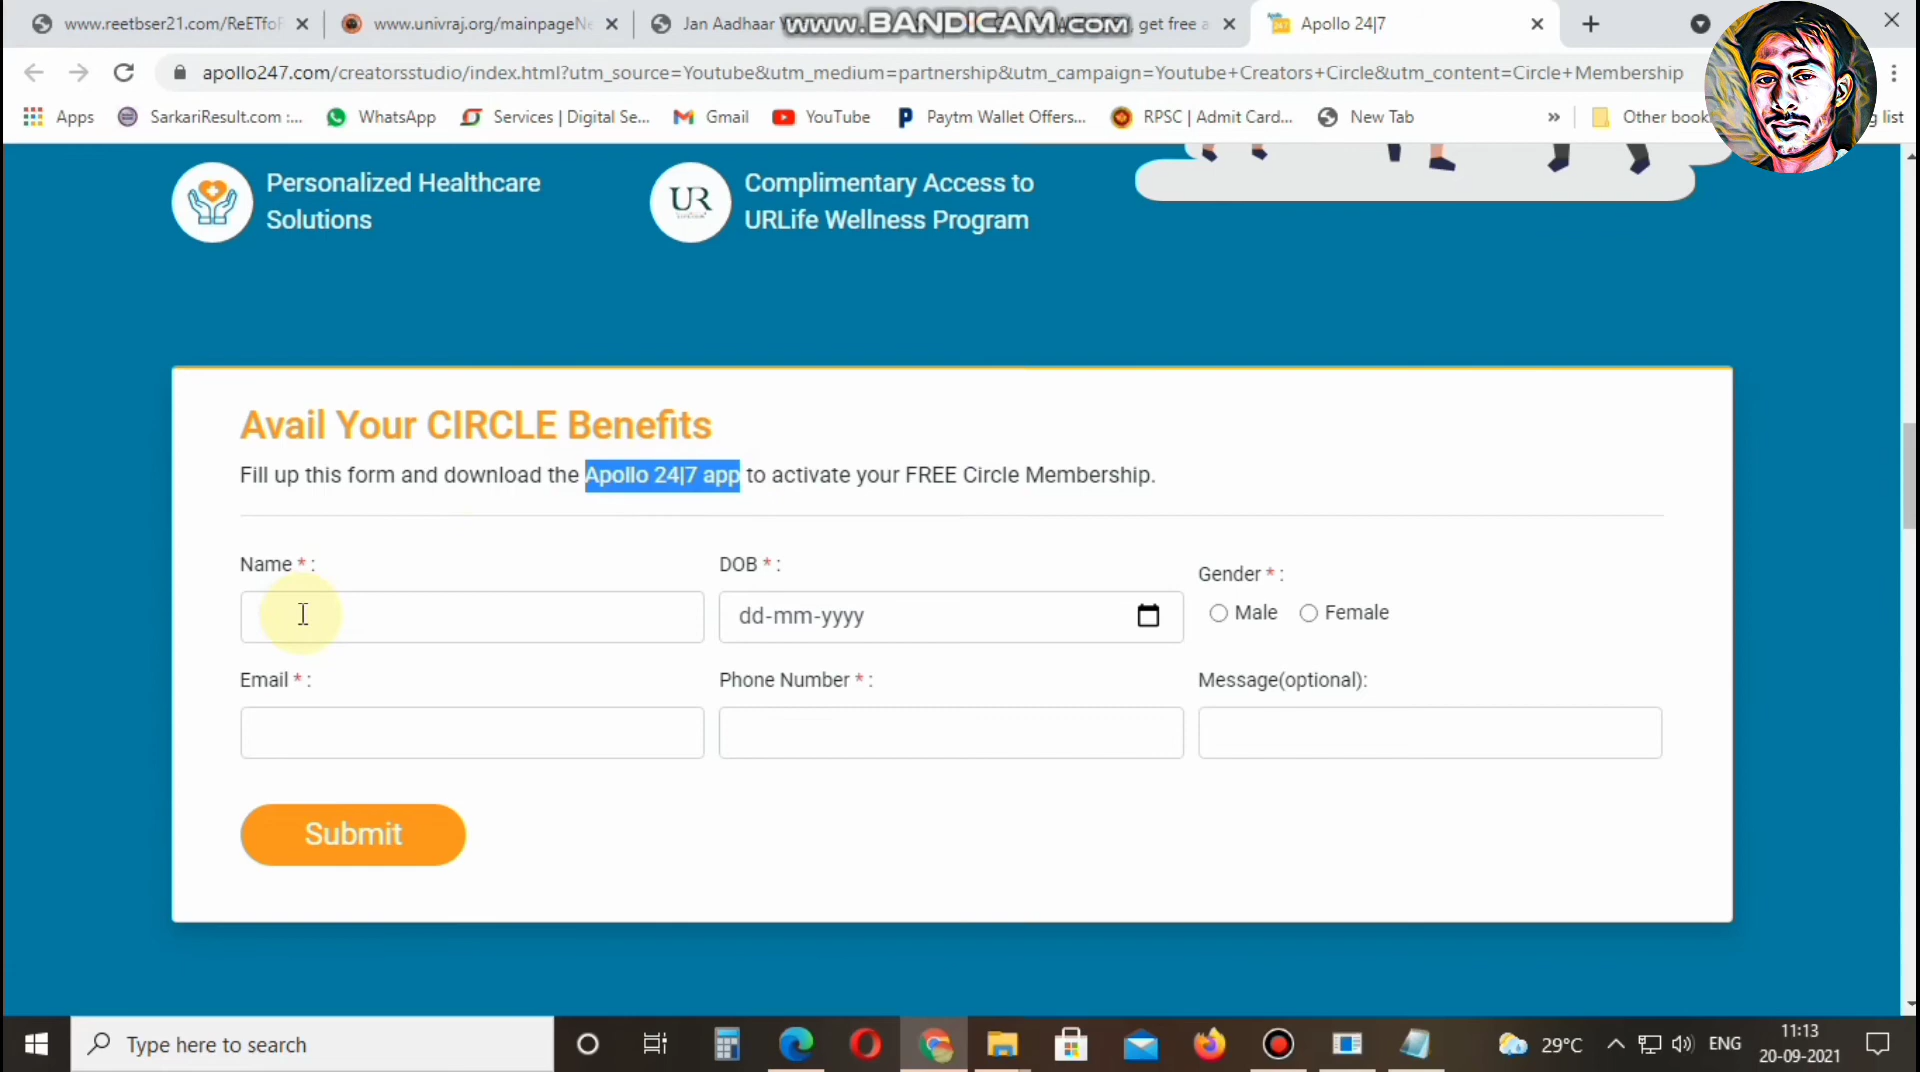 www.reetbser21.com/ReETfoF
www.univraj.org/mainpageNe
Jan Aadhaar
www.BANDICAM.com
get free a
Apollo 24|7
apollo247.com/creatorsstudio/index.html?utm_source=Youtube&utm_medium=partnership&utm_campaign=Youtube+Creators+Circle&utm_content=Circle+Membership
Apps
SarkariResult.com :...
WhatsApp
Services | Digital Se...
Gmail
YouTube
Paytm Wallet Offers...
RPSC | Admit Card...
New Tab
»
Other book
g list
Personalized Healthcare
Solutions
UR
Complimentary Access to
URLife Wellness Program
Avail Your CIRCLE Benefits
Fill up this form and download the Apollo 24|7 app to activate your FREE Circle Membership.
Name * :
DOB * :
Gender * :
dd-mm-yyyy
Male
Female
Email * :
Phone Number * :
Message(optional):
Submit
Type here to search
29°C
ENG
11:13
20-09-2021